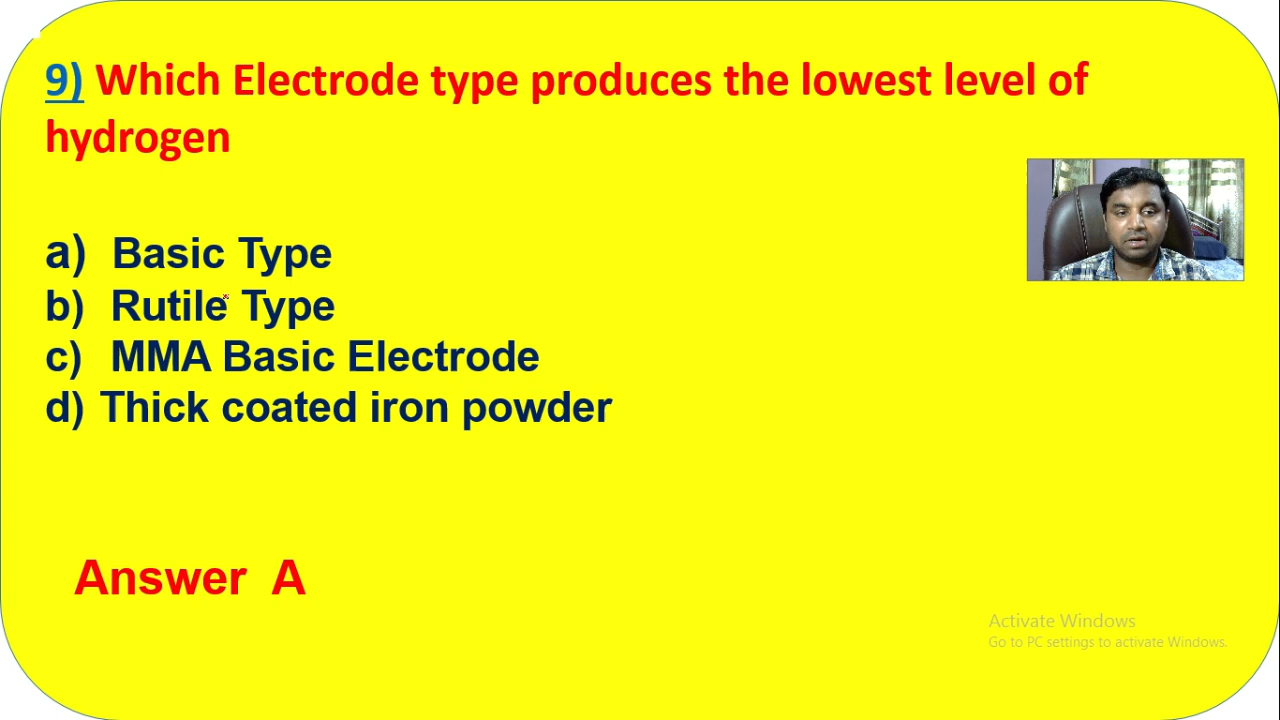 9) Which Electrode type produces the lowest level of
hydrogen
a) Basic Type
b) Rutile Type
c) MMA Basic Electrode
d) Thick coated iron powder
Answer A
Activate Windows
Go to PC settings to activate Windows.